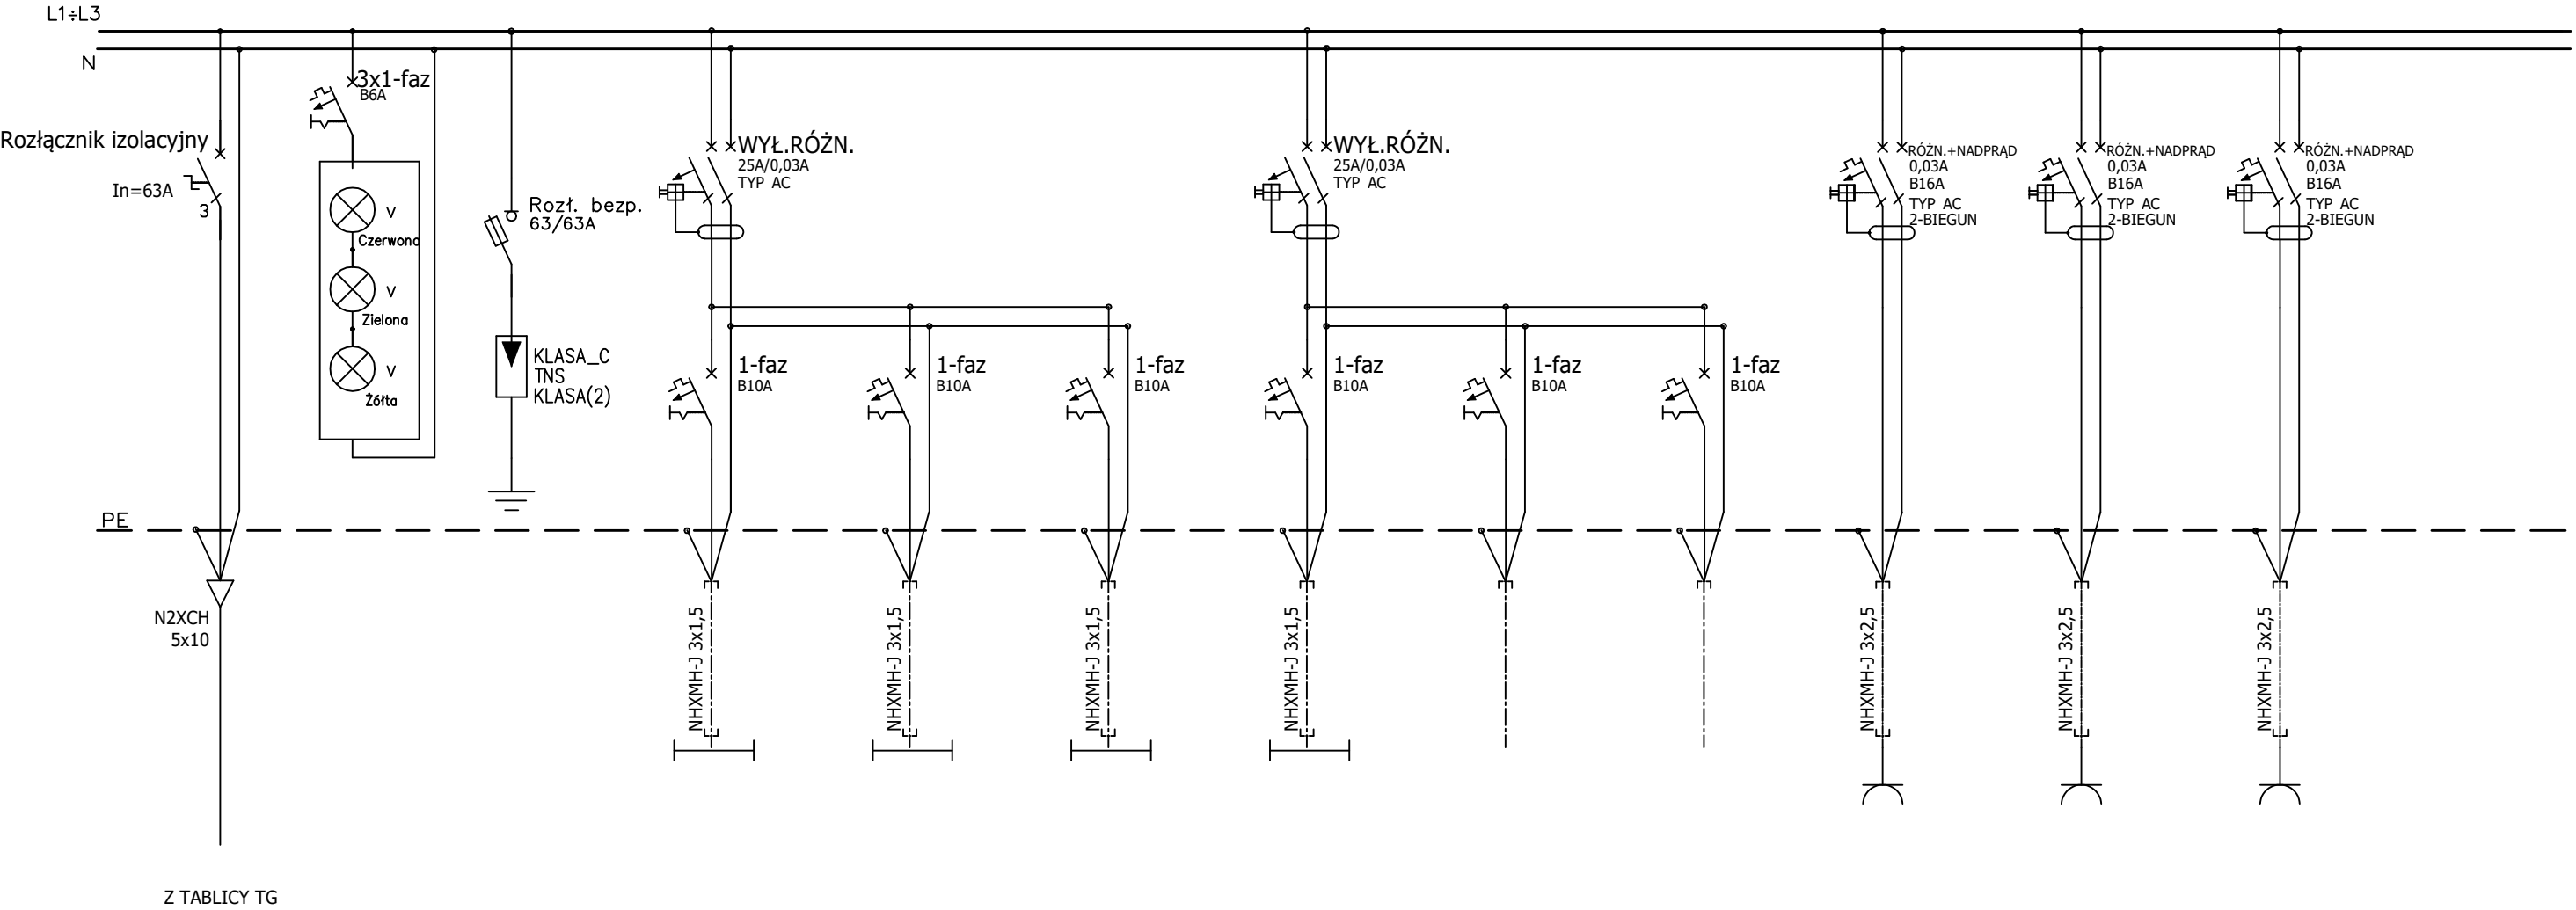 L1÷L3
N
Rozłącznik izolacyjny
In=63A
3
3x1-faz
B6A
V
Czerwona
V
Zielona
V
Żółta
Rozł. bezp.
63/63A
KLASA_C
TNS
KLASA(2)
WYŁ.RÓŻN.
25A/0,03A
TYP AC
1-faz
B10A
1-faz
B10A
1-faz
B10A
WYŁ.RÓŻN.
25A/0,03A
TYP AC
1-faz
B10A
1-faz
B10A
1-faz
B10A
RÓŻN.+NADPRĄD
0,03A
B16A
TYP AC
2-BIEGUN
RÓŻN.+NADPRĄD
0,03A
B16A
TYP AC
2-BIEGUN
RÓŻN.+NADPRĄD
0,03A
B16A
TYP AC
2-BIEGUN
PE
N2XCH
5x10
NHXMH-J 3x1,5
NHXMH-J 3x1,5
NHXMH-J 3x1,5
NHXMH-J 3x1,5
NHXMH-J 3x2,5
NHXMH-J 3x2,5
NHXMH-J 3x2,5
Z TABLICY TG